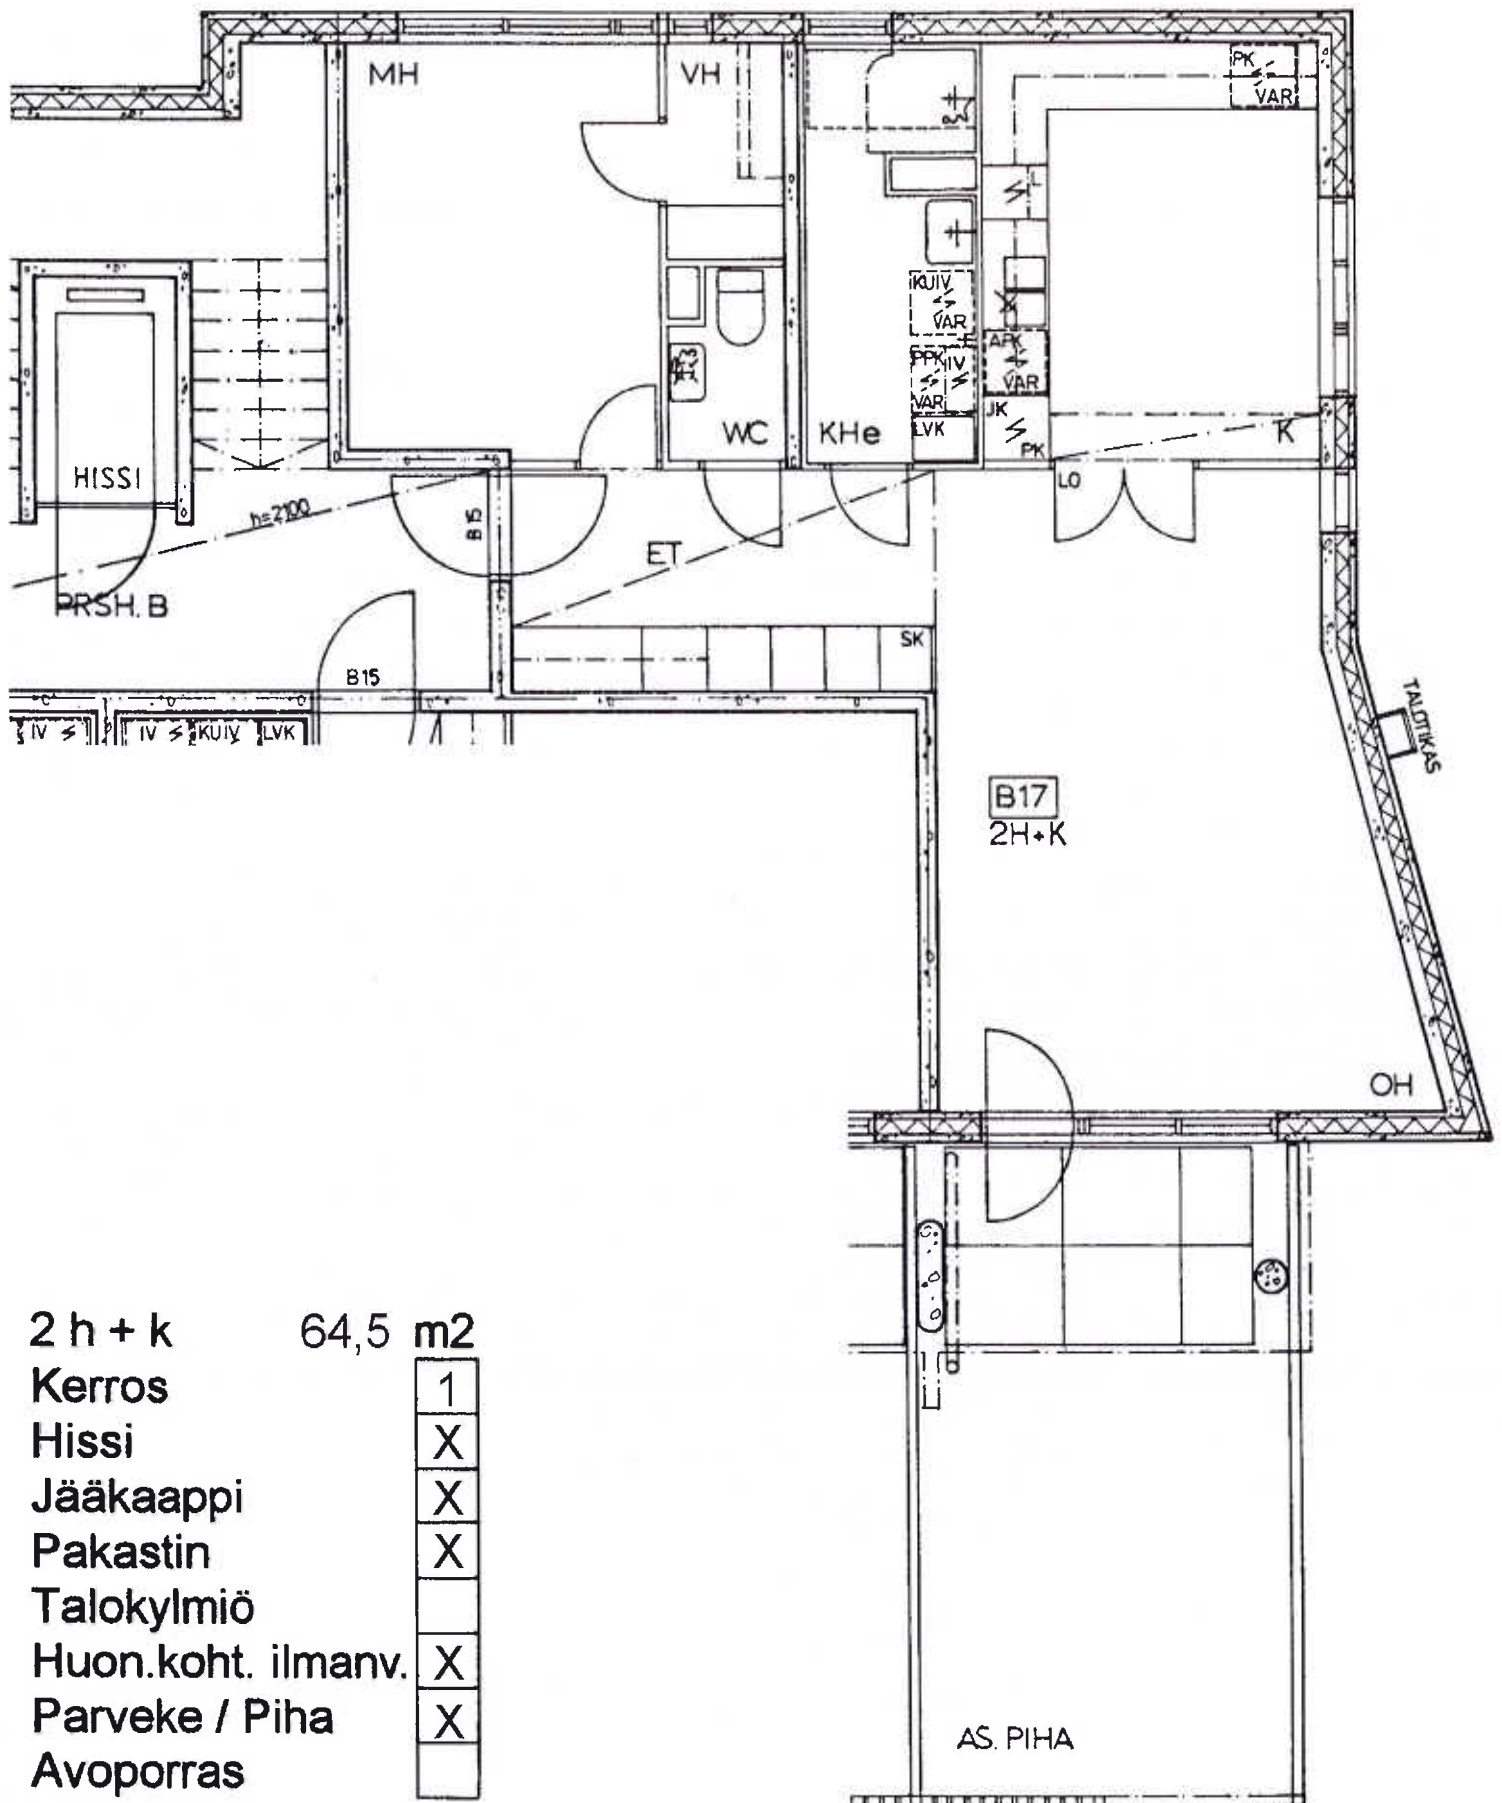 MH
VH
PK
VAR
L
KUIV
VAR
PPK
IV
VAR
LVK
APK
VAR
JK
PK
WC
KHe
K
HISSI
LO
h=2100
B15
ET
PRSH. B
B15
SK
IV
IV
KUIV
LVK
TALOTIKAS
B17
2H+K
OH
2 h + k 64,5 m2
Kerros 1
Hissi X
Jääkaappi X
Pakastin X
Talokylmiö
Huon.koht. ilmanv. X
Parveke / Piha X
Avoporras
AS. PIHA